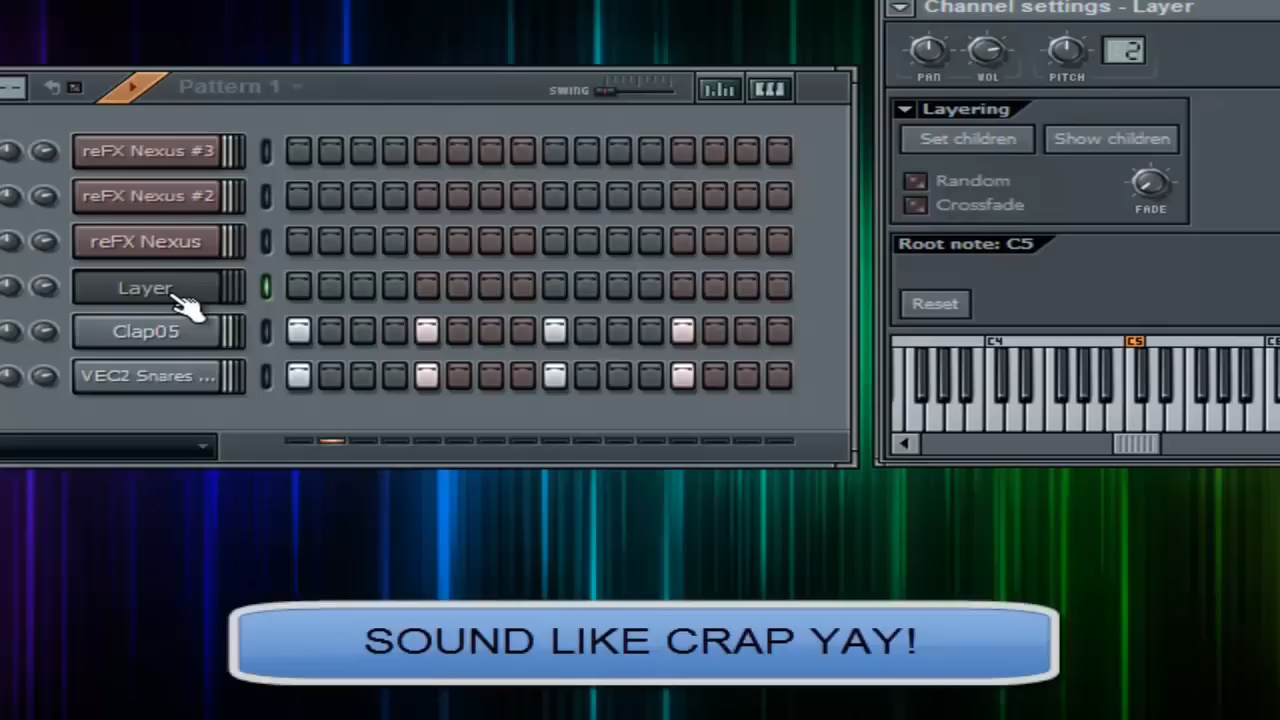 Channel settings - Layer
PAN VOL PITCH 2
Pattern 1
SWING
Layering
Set children Show children
Random
Crossfade
FADE
Root note: C5
Reset
C4 C5
reFX Nexus #3
reFX Nexus #2
reFX Nexus
Layer
Clap05
VEC2 Snares ...
SOUND LIKE CRAP YAY!